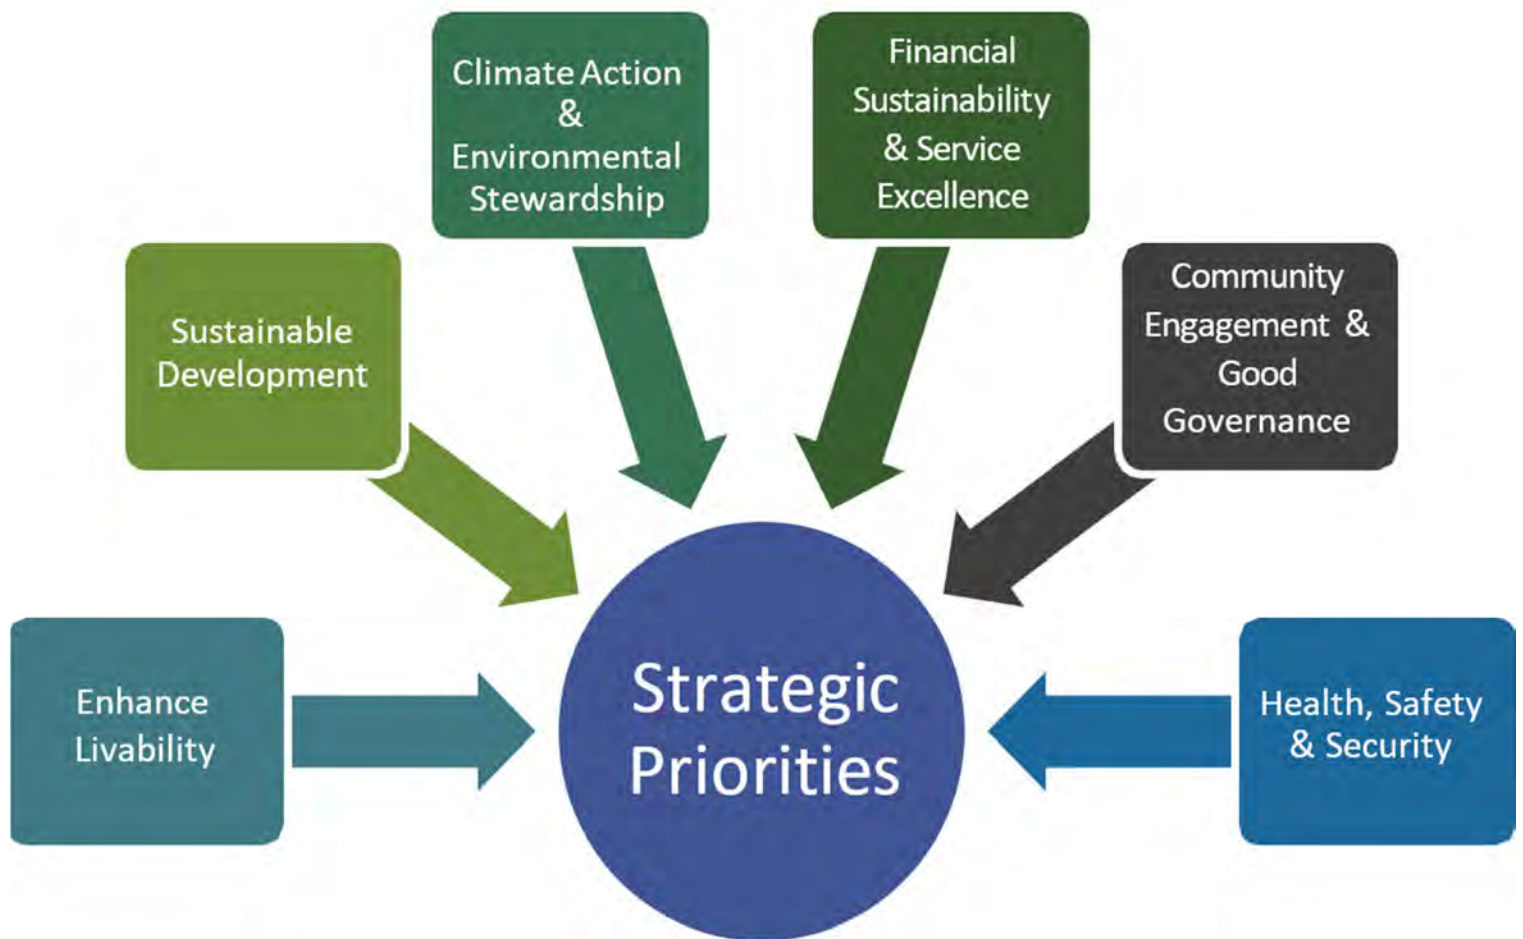 Climate Action
&
Environmental
Stewardship
Financial
Sustainability
& Service
Excellence
Sustainable
Development
Community
Engagement &
Good
Governance
Enhance
Livability
Strategic
Priorities
Health, Safety
& Security